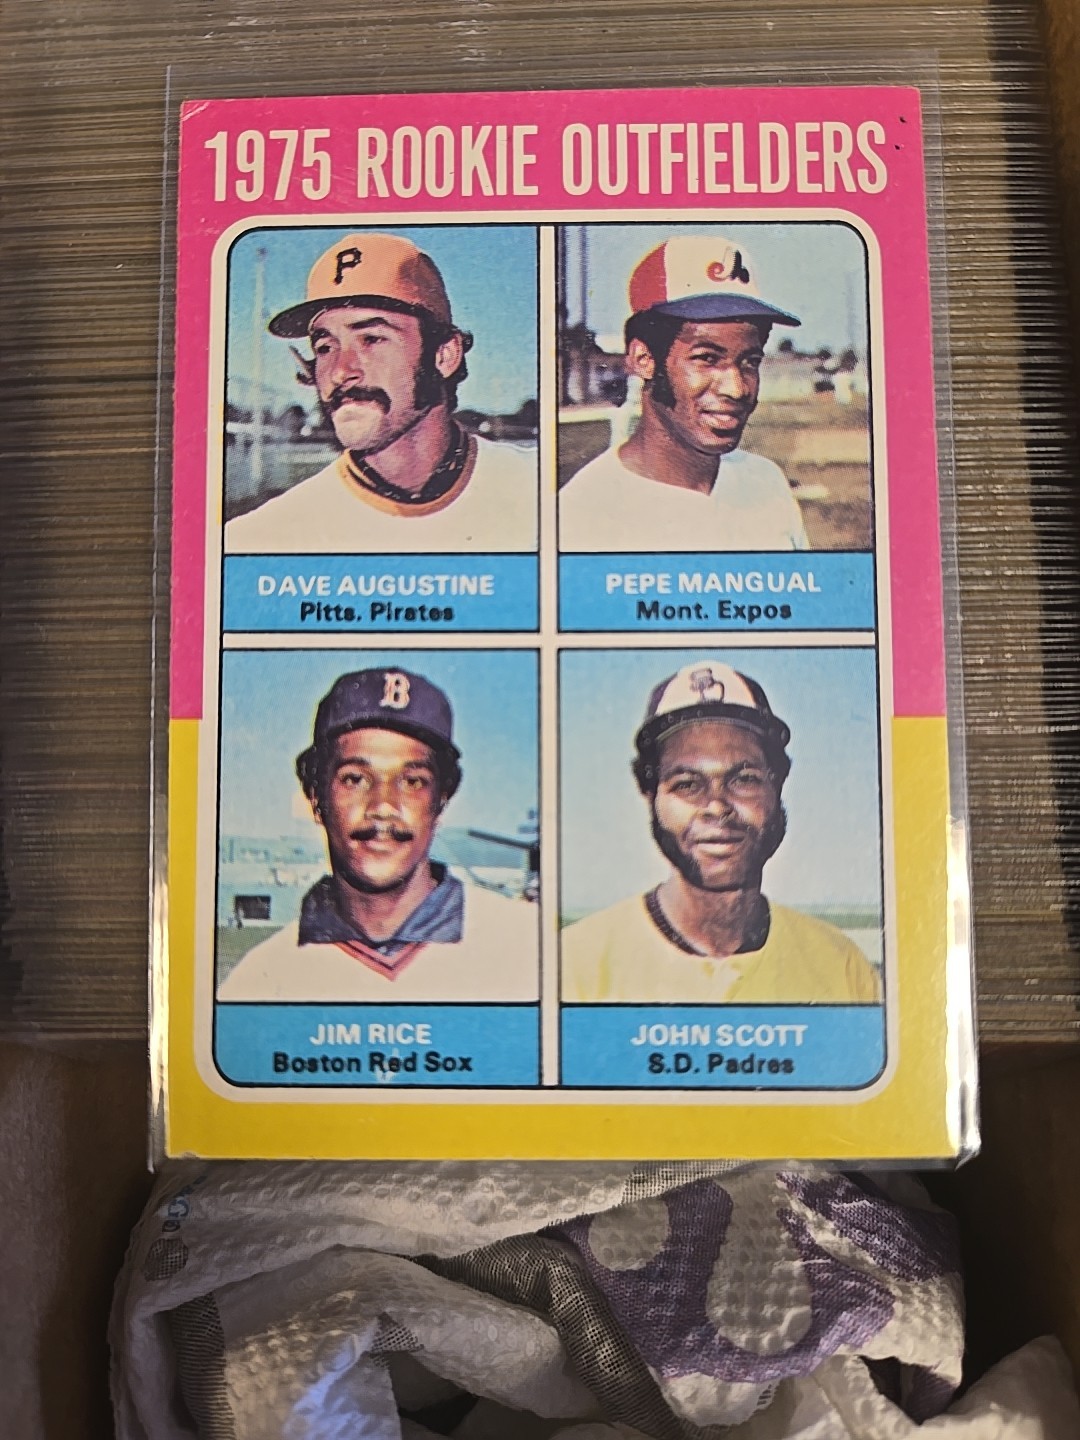 1975 ROOKIE OUTFIELDERS
P
DAVE AUGUSTINE
Pitts. Pirates
PEPE MANGUAL
Mont. Expos
B
SD
JIM RICE
Boston Red Sox
JOHN SCOTT
S.D. Padres